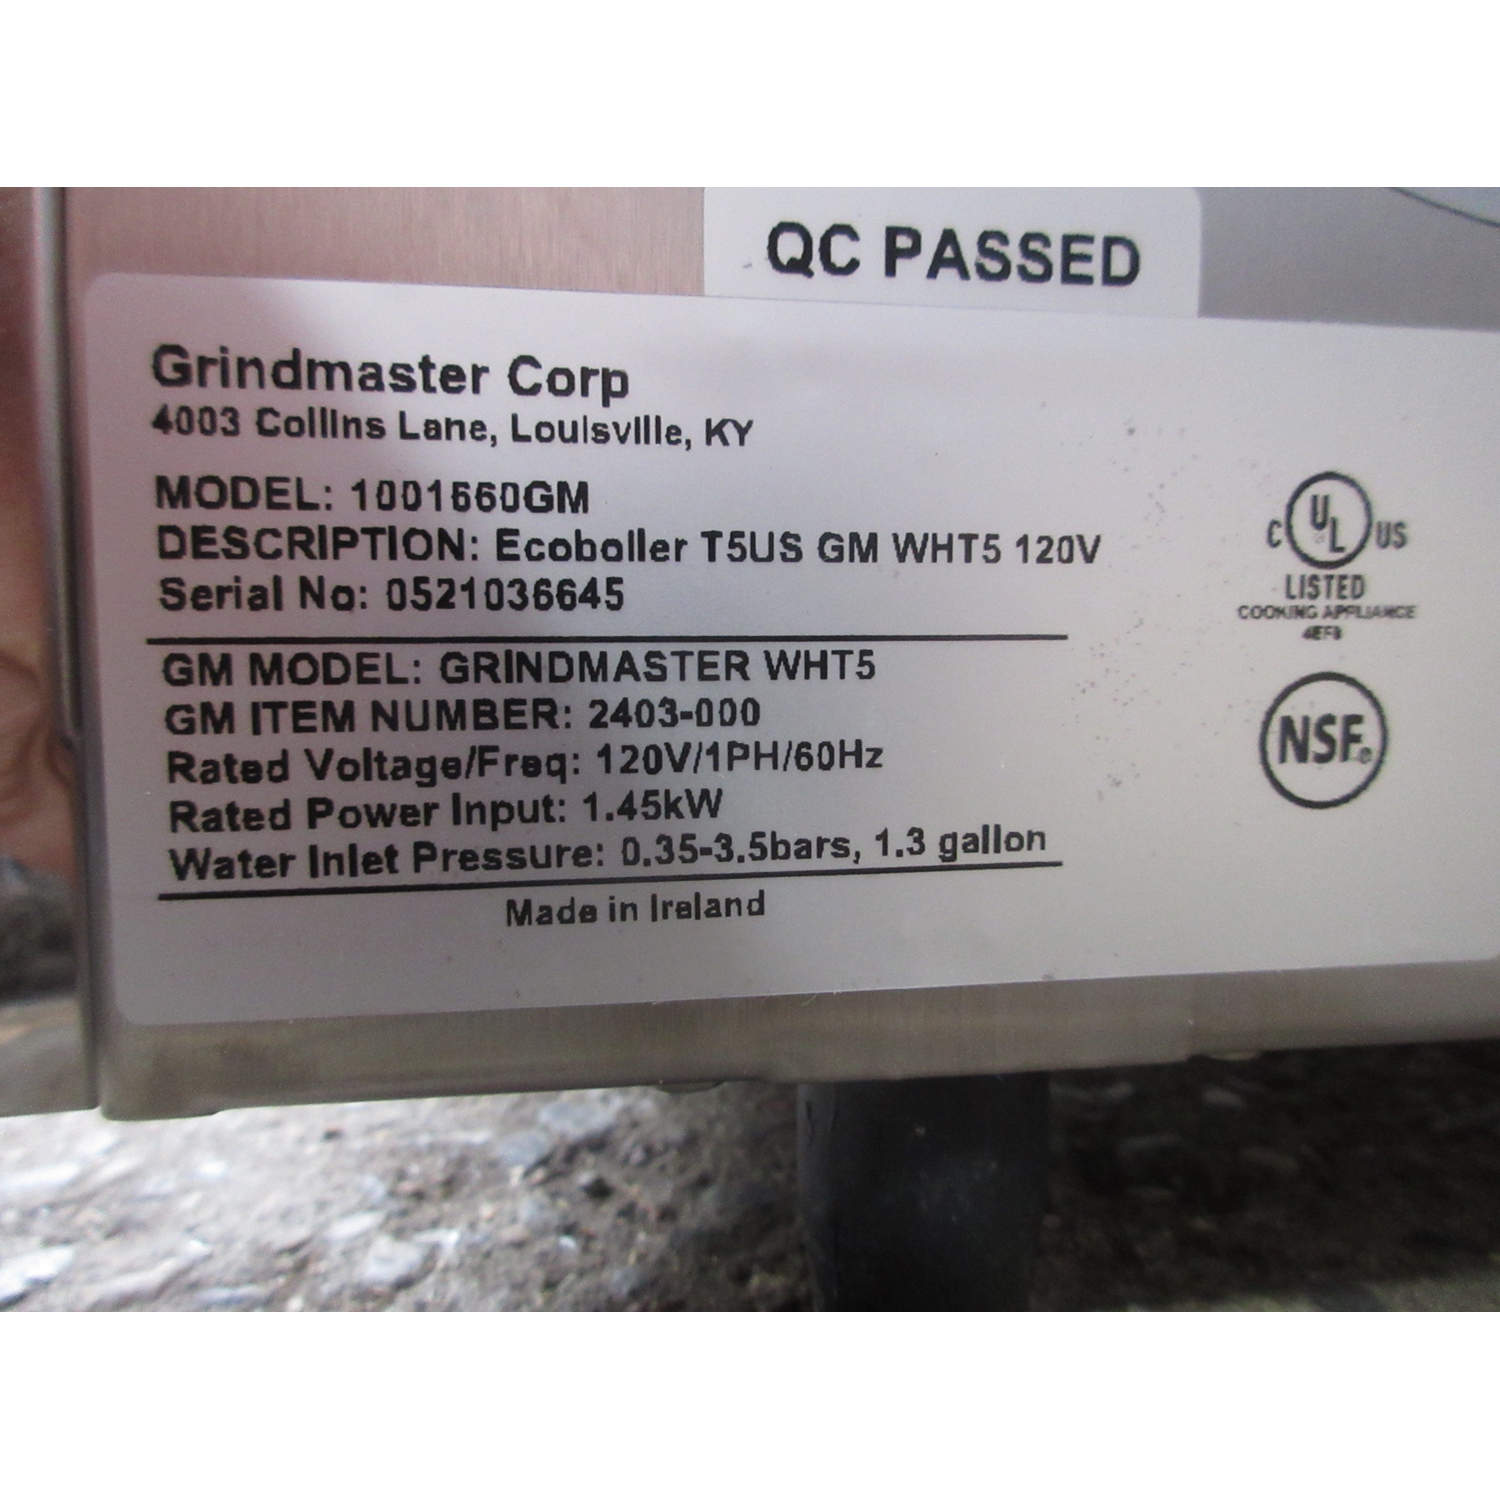 QC PASSED
Grindmaster Corp
4003 Collins Lane, Louisville, KY
MODEL: 1001660GM
DESCRIPTION: Ecoboiler T5US GM WHT5 120V
Serial No: 0521036645
GM MODEL: GRINDMASTER WHT5
GM ITEM NUMBER: 2403-000
Rated Voltage/Freq: 120V/1PH/60Hz
Rated Power Input: 1.45kW
Water Inlet Pressure: 0.35-3.5bars, 1.3 gallon
Made in Ireland
C UL US
LISTED
COOKING APPLIANCE
4EF8
NSF®